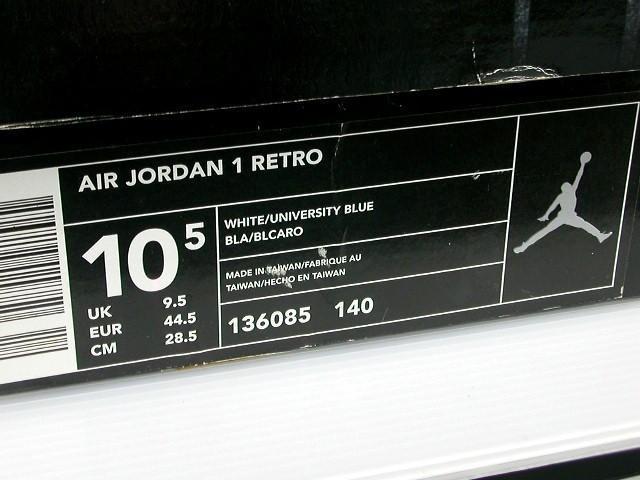 AIR JORDAN 1 RETRO
10 5
UK 9.5
EUR 44.5
CM 28.5
WHITE/UNIVERSITY BLUE
BLA/BLCARO
MADE IN TAIWAN/FABRIQUE AU
TAIWAN/HECHO EN TAIWAN
136085 140